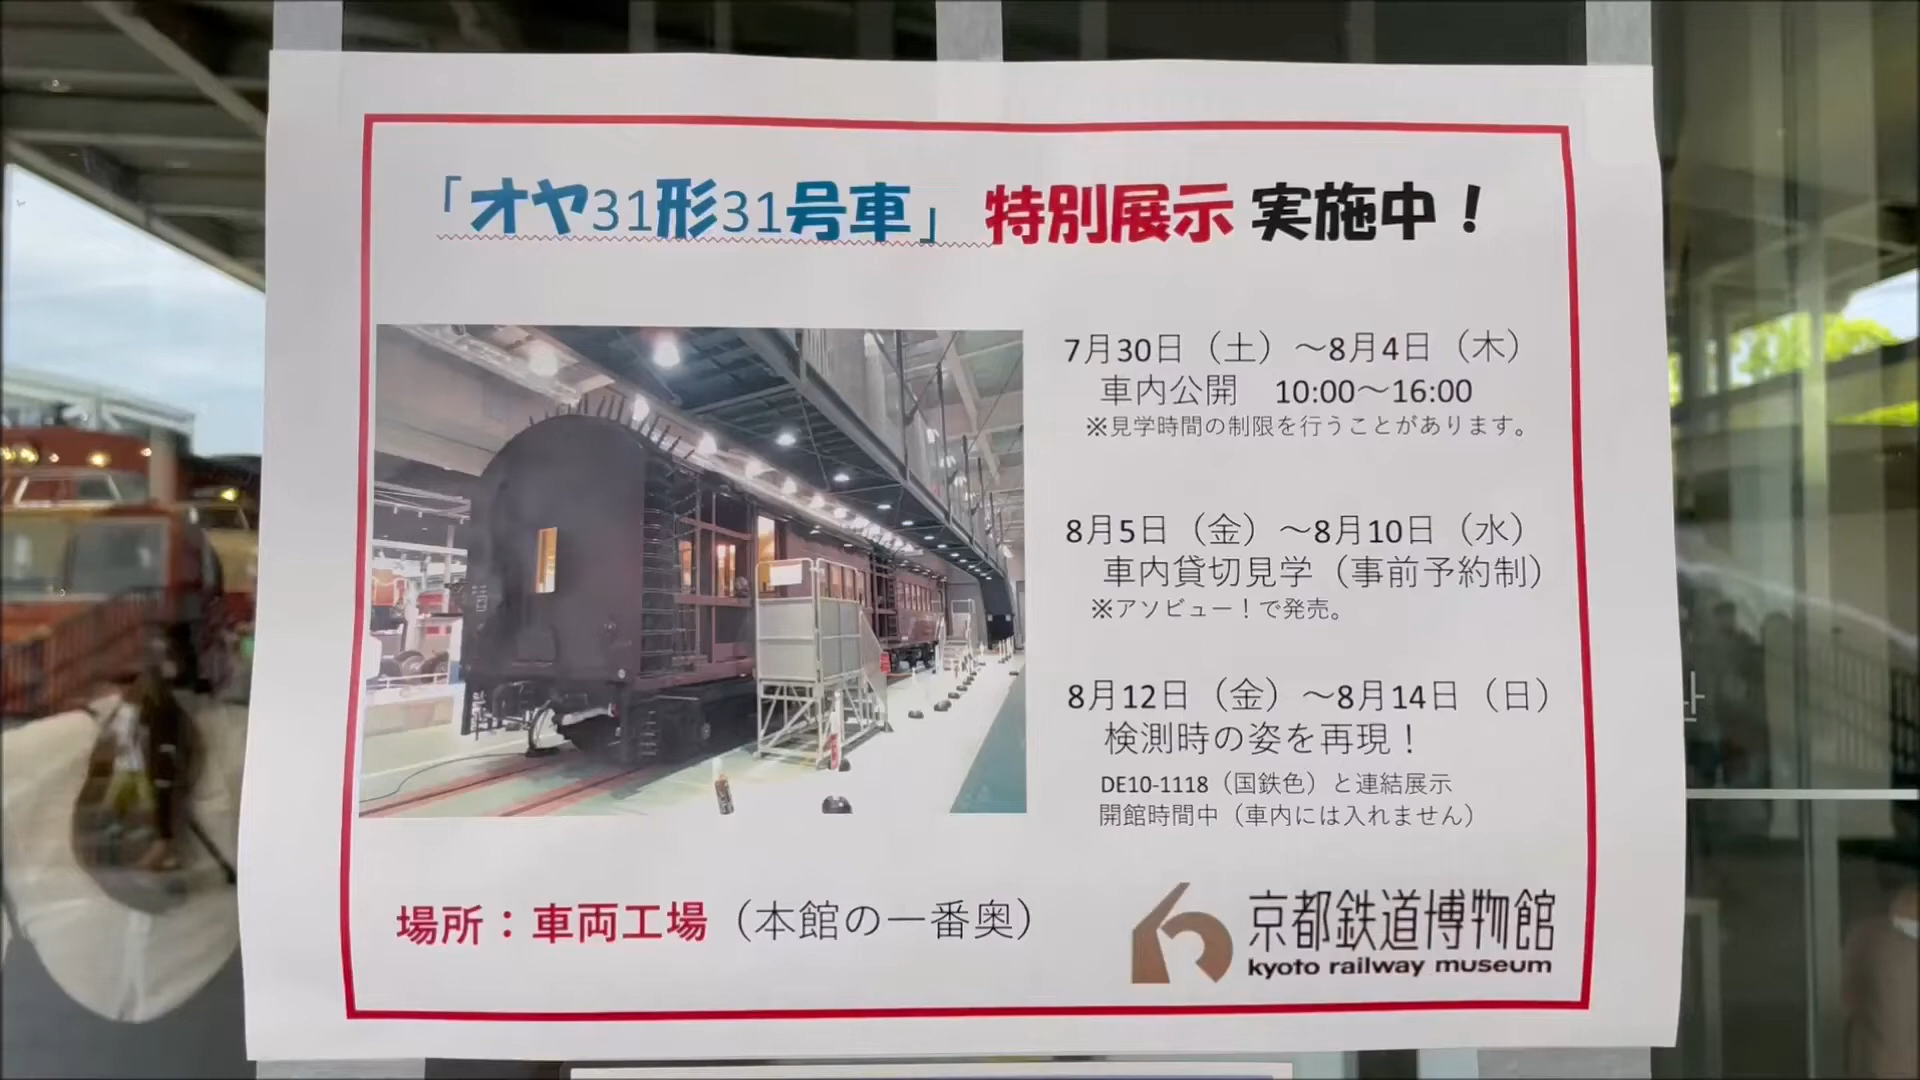 「オヤ31形31号車」 特別展示 実施中！
7月30日（土）～8月4日（木）
車内公開　10:00～16:00
※見学時間の制限を行うことがあります。
8月5日（金）～8月10日（水）
車内貸切見学（事前予約制）
※アソビュー！で発売。
8月12日（金）～8月14日（日）
検測時の姿を再現！
DE10-1118（国鉄色）と連結展示
開館時間中（車内には入れません）
場所：車両工場（本館の一番奥）
京都鉄道博物館
kyoto railway museum